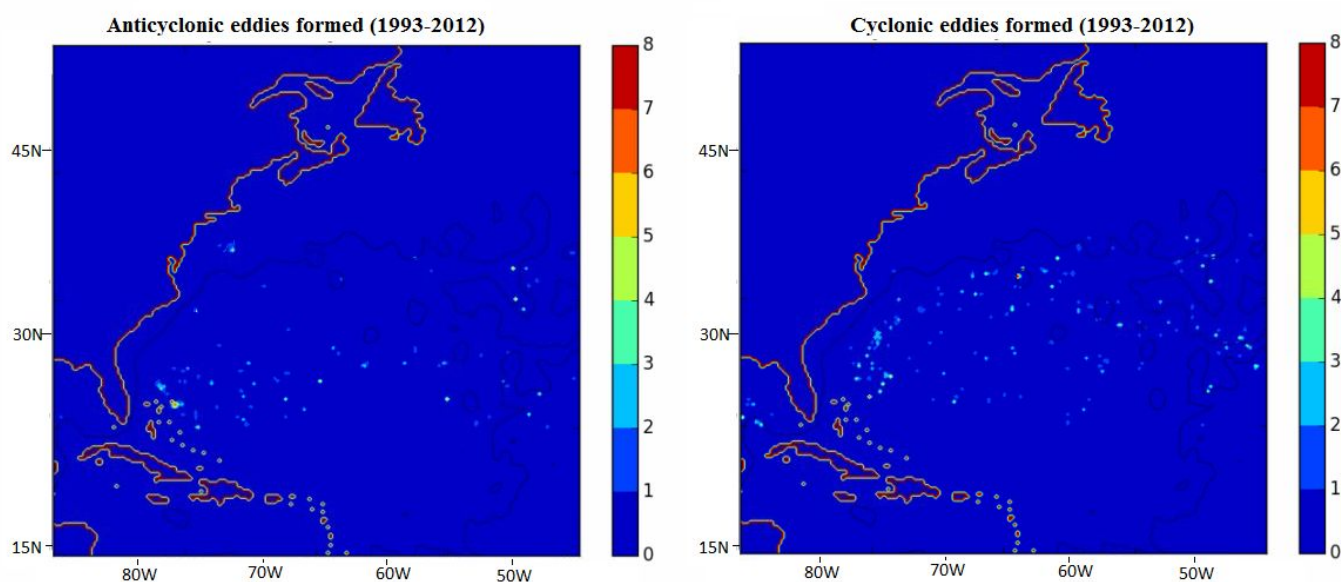 Anticyclonic eddies formed (1993-2012)
8
7
6
5
4
3
2
1
0
45N
30N
15N
80W 70W 60W 50W
Cyclonic eddies formed (1993-2012)
8
7
6
5
4
3
2
1
0
45N
30N
15N
80W 70W 60W 50W